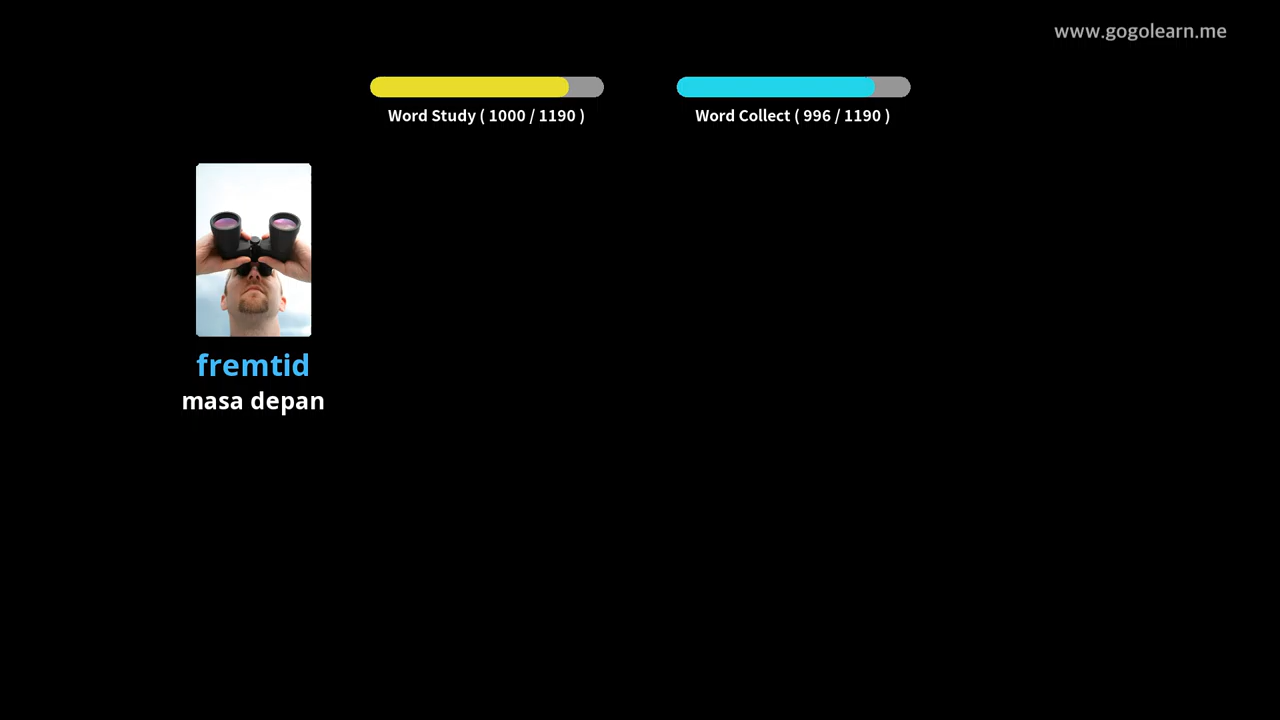 www.gogolearn.me
Word Study ( 1000 / 1190 )
Word Collect ( 996 / 1190 )
fremtid
masa depan